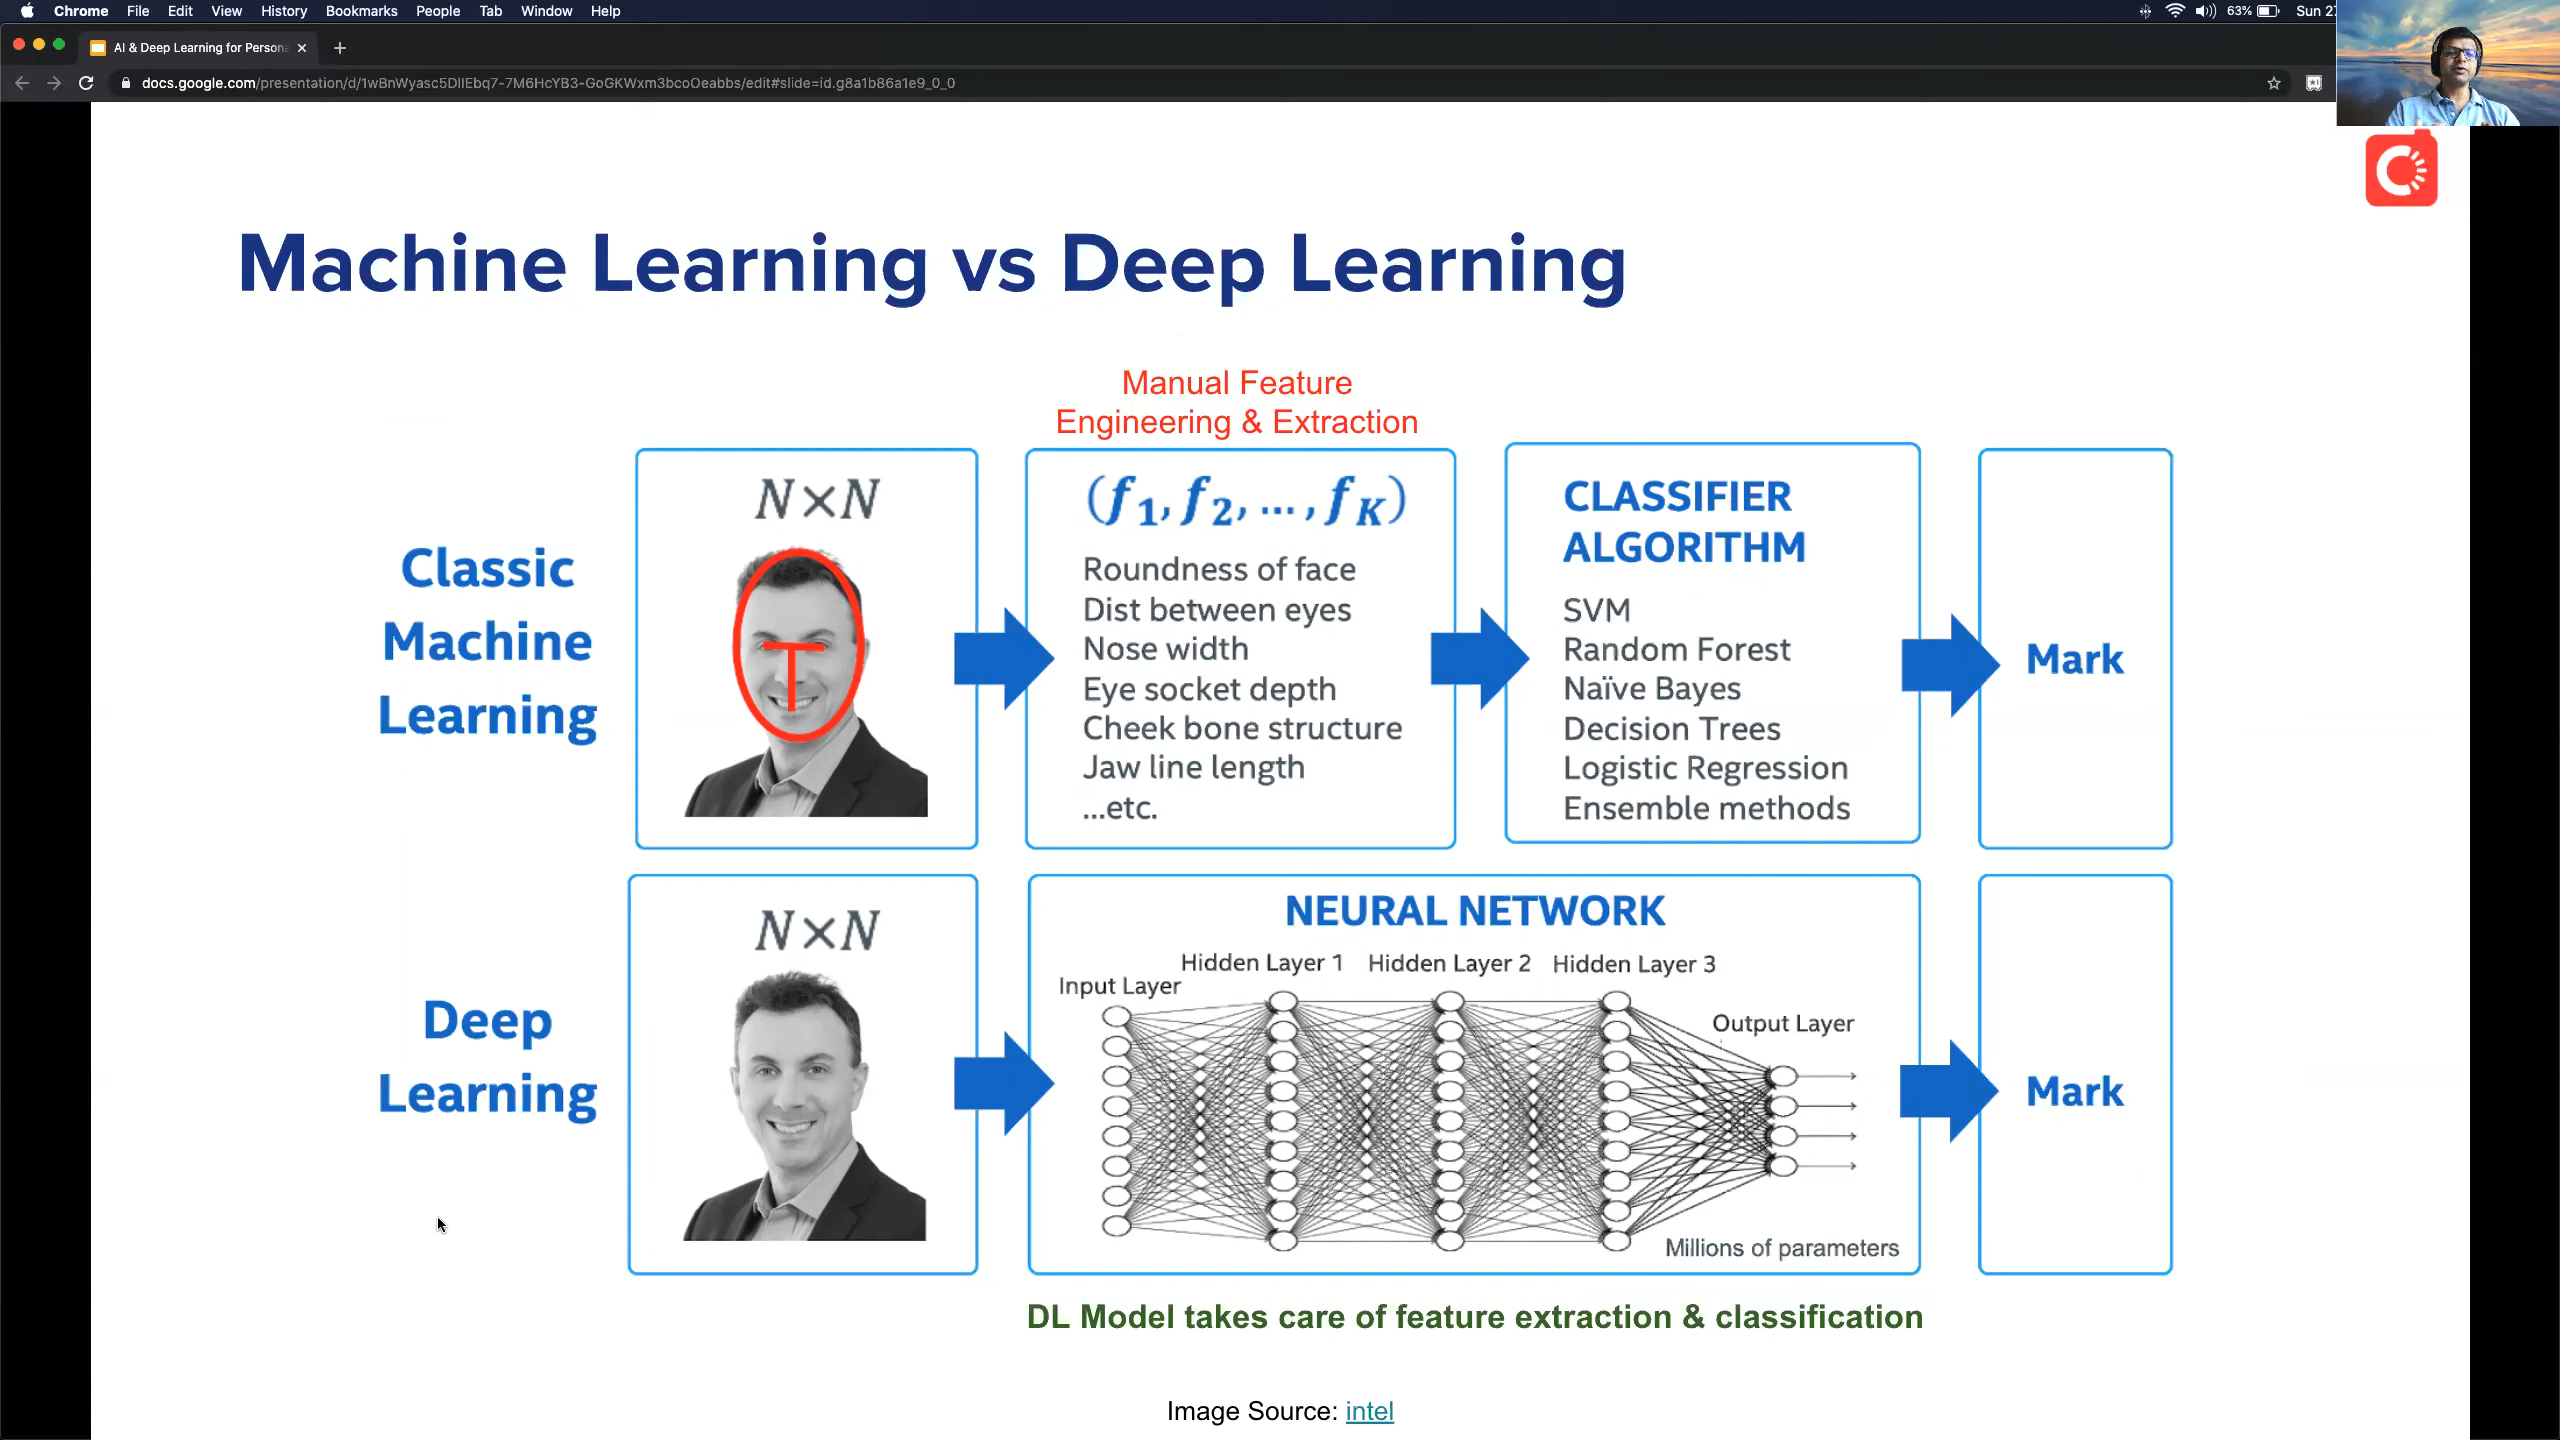 Chrome File Edit View History Bookmarks People Tab Window Help 63% Sun 27
AI & Deep Learning for Persona
docs.google.com/presentation/d/1wBnWyasc5DIlEbq7-7M6HcYB3-GoGKWxm3bcoOeabbs/edit#slide=id.g8a1b86a1e9_0_0
Machine Learning vs Deep Learning
Manual Feature
Engineering & Extraction
Classic
Machine
Learning
N×N
(f1, f2, ..., fK)
Roundness of face
Dist between eyes
Nose width
Eye socket depth
Cheek bone structure
Jaw line length
...etc.
CLASSIFIER
ALGORITHM
SVM
Random Forest
Naïve Bayes
Decision Trees
Logistic Regression
Ensemble methods
Mark
Deep
Learning
N×N
NEURAL NETWORK
Input Layer
Hidden Layer 1
Hidden Layer 2
Hidden Layer 3
Output Layer
Millions of parameters
Mark
DL Model takes care of feature extraction & classification
Image Source: intel